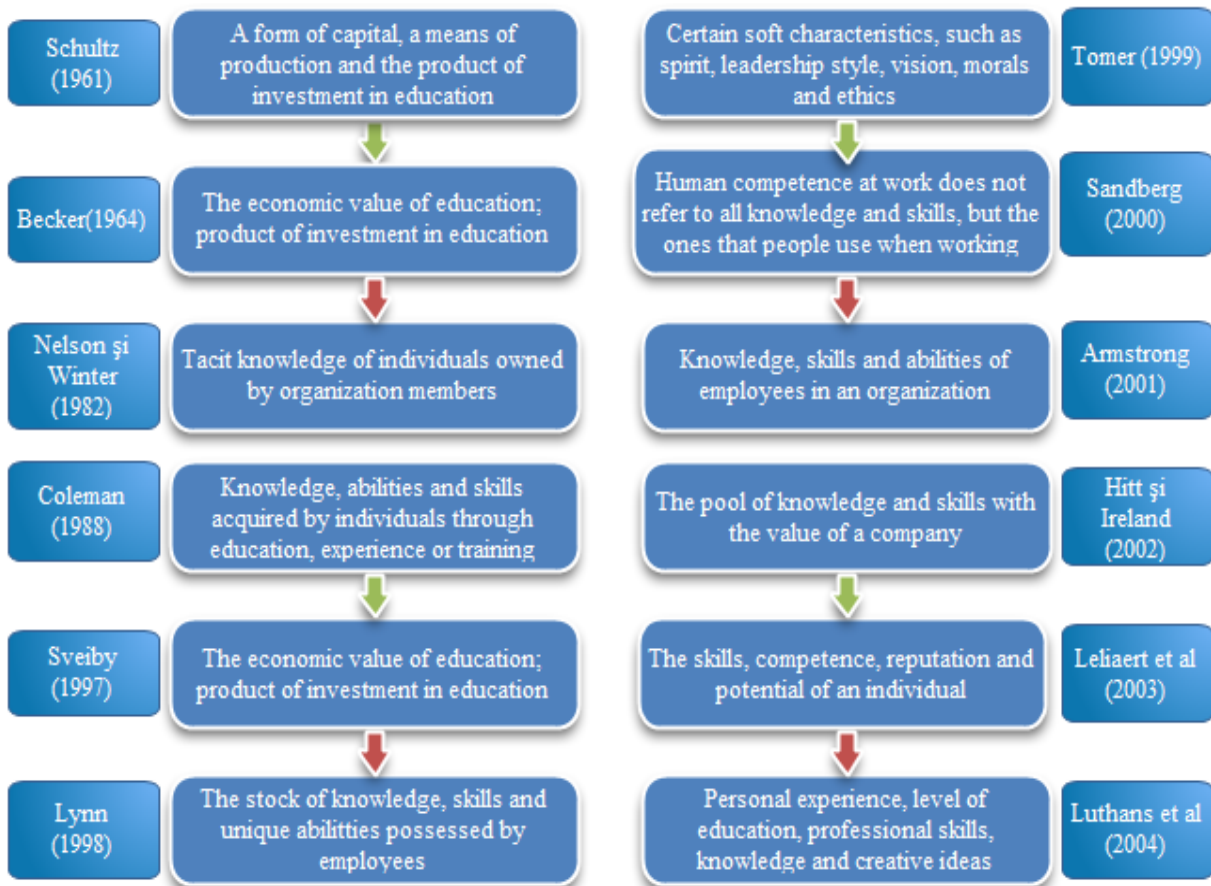 Schultz
(1961)
A form of capital, a means of
production and the product of
investment in education
Becker(1964)
The economic value of education;
product of investment in education
Nelson şi
Winter
(1982)
Tacit knowledge of individuals owned
by organization members
Coleman
(1988)
Knowledge, abilities and skills
acquired by individuals through
education, experience or training
Sveiby
(1997)
The economic value of education;
product of investment in education
Lynn
(1998)
The stock of knowledge, skills and
unique abilitties possessed by
employees
Certain soft characteristics, such as
spirit, leadership style, vision, morals
and ethics
Tomer (1999)
Human competence at work does not
refer to all knowledge and skills, but the
ones that people use when working
Sandberg
(2000)
Knowledge, skills and abilities of
employees in an organization
Armstrong
(2001)
The pool of knowledge and skills with
the value of a company
Hitt şi
Ireland
(2002)
The skills, competence, reputation and
potential of an individual
Leliaert et al
(2003)
Personal experience, level of
education, professional skills,
knowledge and creative ideas
Luthans et al
(2004)